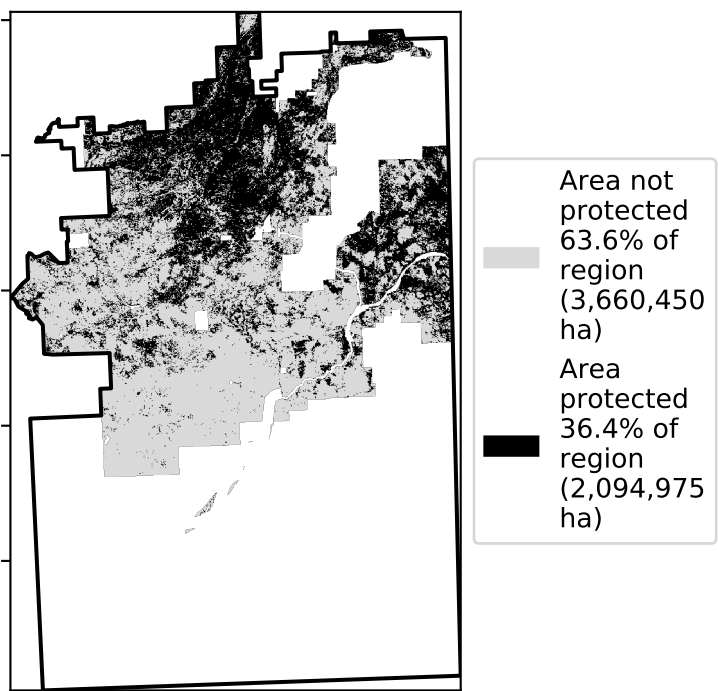 Area not
protected
63.6% of
region
(3,660,450
ha)
Area
protected
36.4% of
region
(2,094,975
ha)